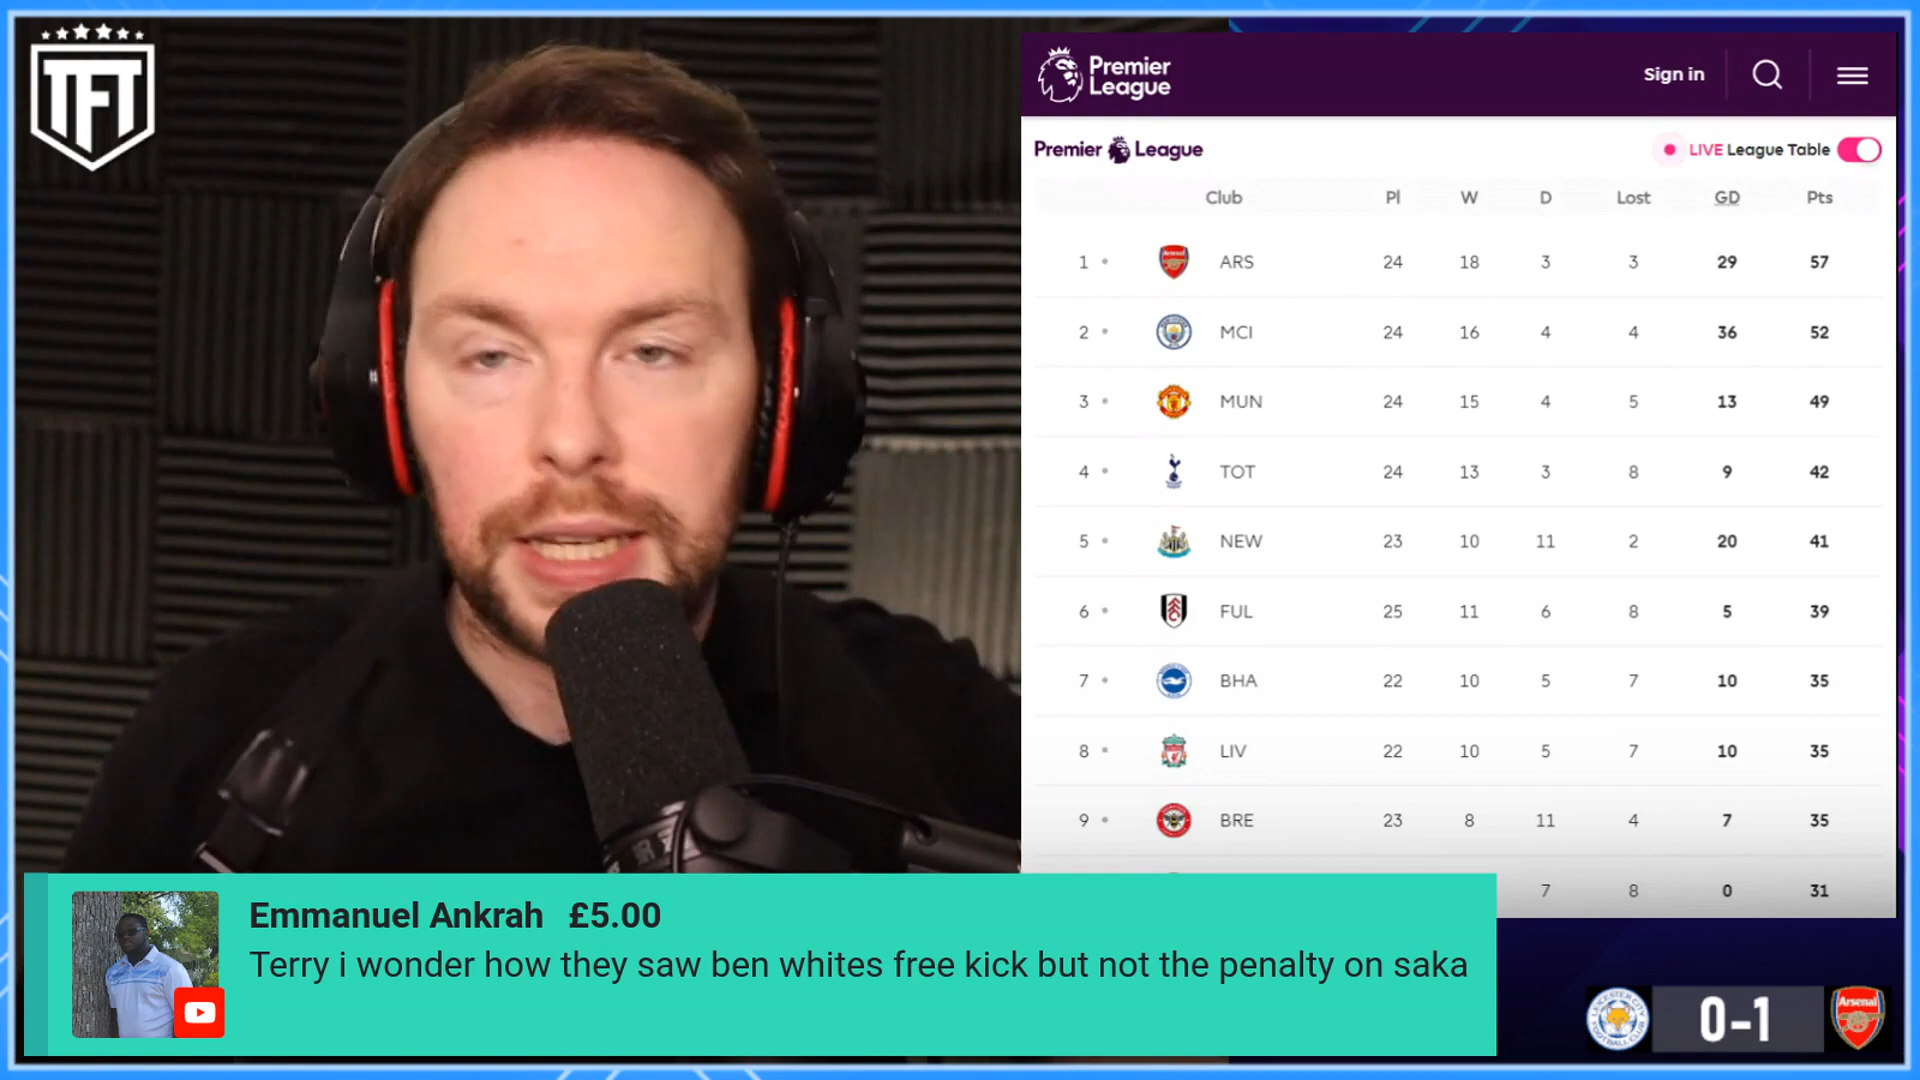 TFT
Premier
League
Sign in
Premier League
LIVE League Table
Club Pl W D Lost GD Pts
1 ARS 24 18 3 3 29 57
2 MCI 24 16 4 4 36 52
3 MUN 24 15 4 5 13 49
4 TOT 24 13 3 8 9 42
5 NEW 23 10 11 2 20 41
6 FUL 25 11 6 8 5 39
7 BHA 22 10 5 7 10 35
8 LIV 22 10 5 7 10 35
9 BRE 23 8 11 4 7 35
7 8 0 31
Emmanuel Ankrah £5.00
Terry i wonder how they saw ben whites free kick but not the penalty on saka
0-1
Arsenal